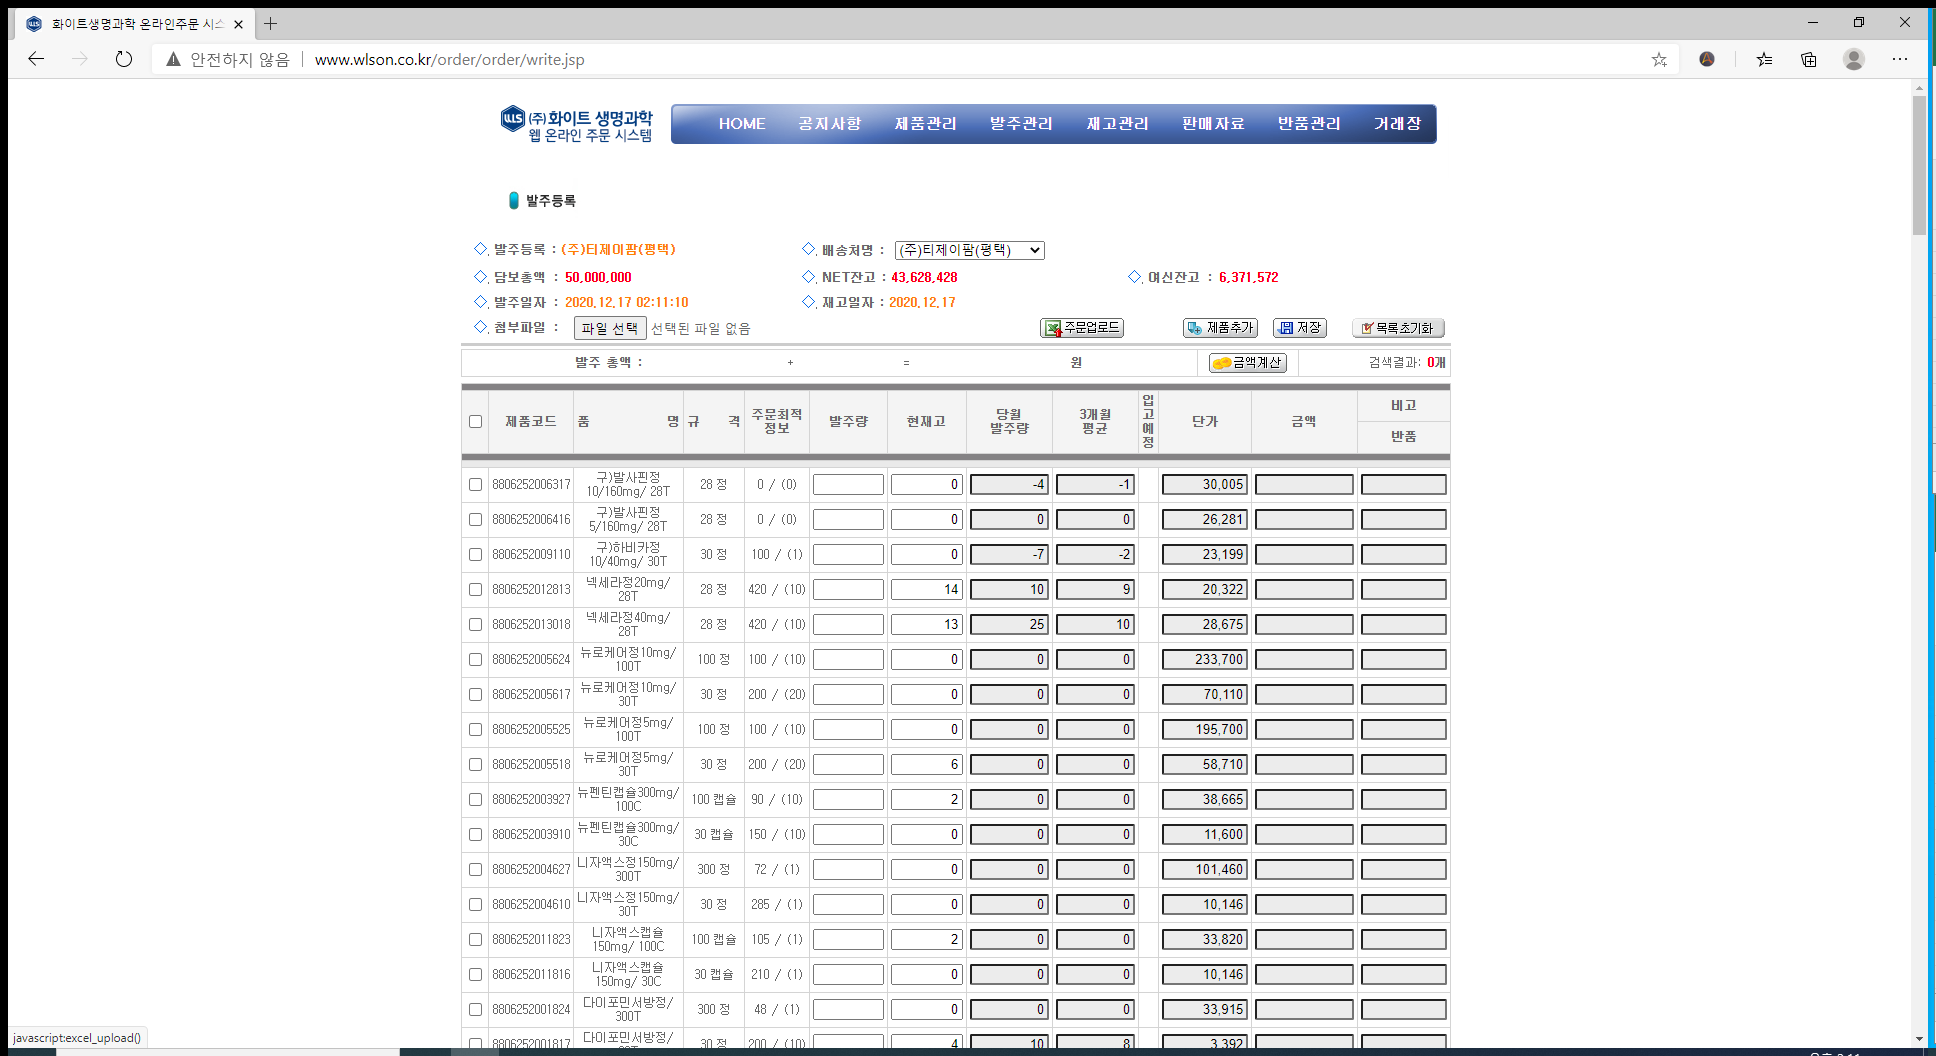 화이트생명과학 온라인주문 시스
안전하지 않음 www.wlson.co.kr/order/order/write.jsp
WLS (주)화이트 생명과학
웹 온라인 주문 시스템
HOME 공지사항 제품관리 발주관리 재고관리 판매자료 반품관리 거래장
발주등록
발주등록 : (주)티제이팜(평택) 배송처명 : (주)티제이팜(평택)
담보총액 : 50,000,000 NET잔고 : 43,628,428 여신잔고 : 6,371,572
발주일자 : 2020.12.17 02:11:10 재고일자 : 2020.12.17
첨부파일 : 파일 선택 선택된 파일 없음 주문업로드 제품추가 저장 목록초기화
발주 총액 : + = 원 금액계산 검색결과: 0개
제품코드 품 명 규 격 주문최적 정보 발주량 현재고 당월 발주량 3개월 평균 입고예정 단가 금액 비고 반품
8806252006317 구)발사핀정 10/160mg/ 28T 28 정 0 / (0) 0 -4 -1 30,005
8806252006416 구)발사핀정 5/160mg/ 28T 28 정 0 / (0) 0 0 0 26,281
8806252009110 구)하비카정 10/40mg/ 30T 30 정 100 / (1) 0 -7 -2 23,199
8806252012813 넥세라정20mg/ 28T 28 정 420 / (10) 14 10 9 20,322
8806252013018 넥세라정40mg/ 28T 28 정 420 / (10) 13 25 10 28,675
8806252005624 뉴로케어정10mg/ 100T 100 정 100 / (10) 0 0 0 233,700
8806252005617 뉴로케어정10mg/ 30T 30 정 200 / (20) 0 0 0 70,110
8806252005525 뉴로케어정5mg/ 100T 100 정 100 / (10) 0 0 0 195,700
8806252005518 뉴로케어정5mg/ 30T 30 정 200 / (20) 6 0 0 58,710
8806252003927 뉴펜틴캡슐300mg/ 100C 100 캡슐 90 / (10) 2 0 0 38,665
8806252003910 뉴펜틴캡슐300mg/ 30C 30 캡슐 150 / (10) 0 0 0 11,600
8806252004627 니자액스정150mg/ 300T 300 정 72 / (1) 0 0 0 101,460
8806252004610 니자액스정150mg/ 30T 30 정 285 / (1) 0 0 0 10,146
8806252011823 니자액스캡슐 150mg/ 100C 100 캡슐 105 / (1) 2 0 0 33,820
8806252011816 니자액스캡슐 150mg/ 30C 30 캡슐 210 / (1) 0 0 0 10,146
8806252001824 다이포민서방정/ 300T 300 정 48 / (1) 0 0 0 33,915
8806252001817 다이포민서방정/ 30 정 200 / (10) 4 10 8 3,392
javascript:excel_upload()